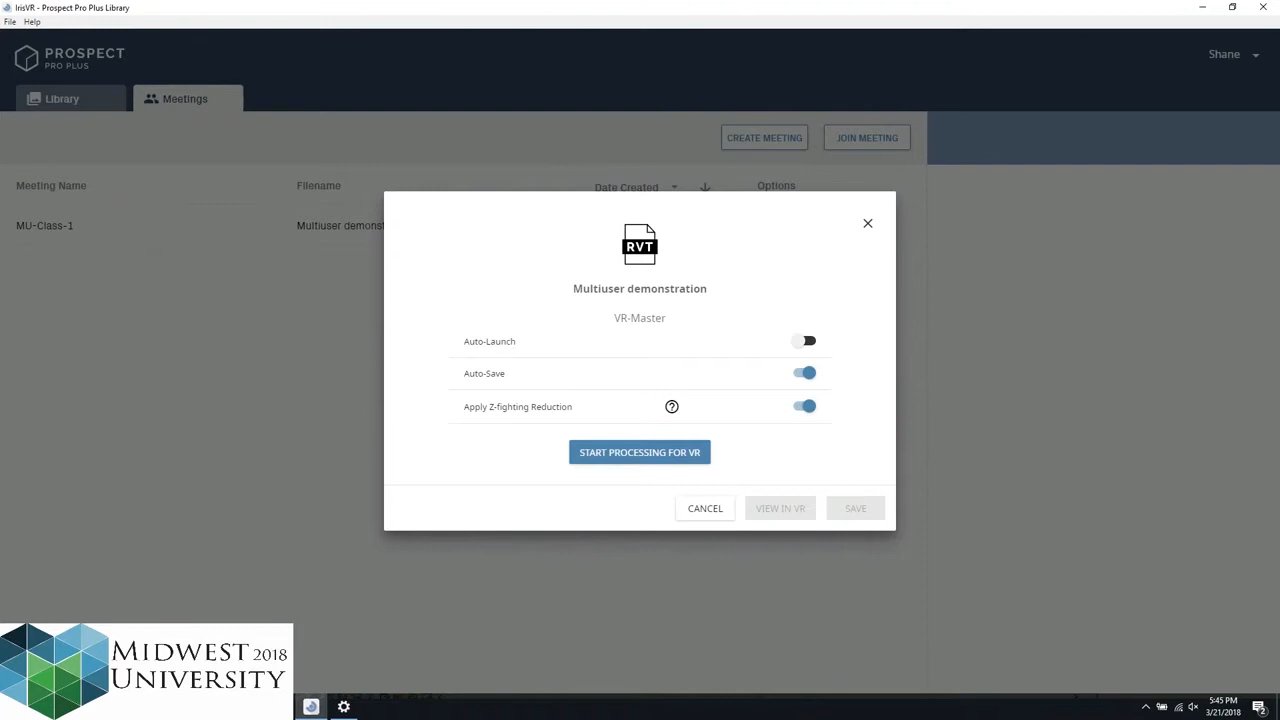 IrisVR - Prospect Pro Plus Library
File Help
PROSPECT
PRO PLUS
Shane
Library
Meetings
CREATE MEETING
JOIN MEETING
Meeting Name
Filename
Date Created
Options
MU-Class-1
Multiuser demonst
RVT
Multiuser demonstration
VR-Master
Auto-Launch
Auto-Save
Apply Z-fighting Reduction
?
START PROCESSING FOR VR
CANCEL
VIEW IN VR
SAVE
MIDWEST 2018
UNIVERSITY
5:45 PM
3/21/2018
2